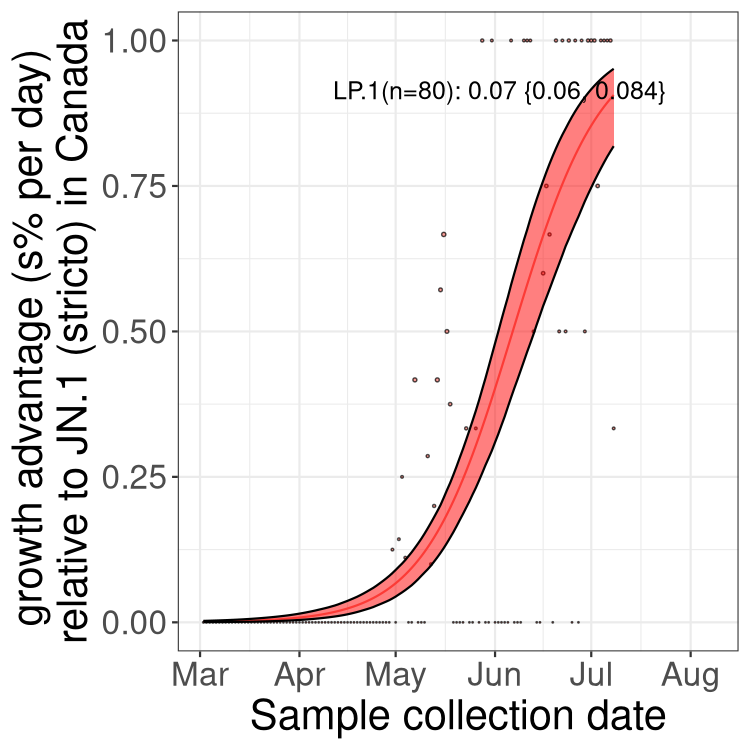 growth advantage (s% per day)
relative to JN.1 (stricto) in Canada
1.00
0.75
0.50
0.25
0.00
LP.1(n=80): 0.07 {0.06, 0.084}
Mar Apr May Jun Jul Aug
Sample collection date